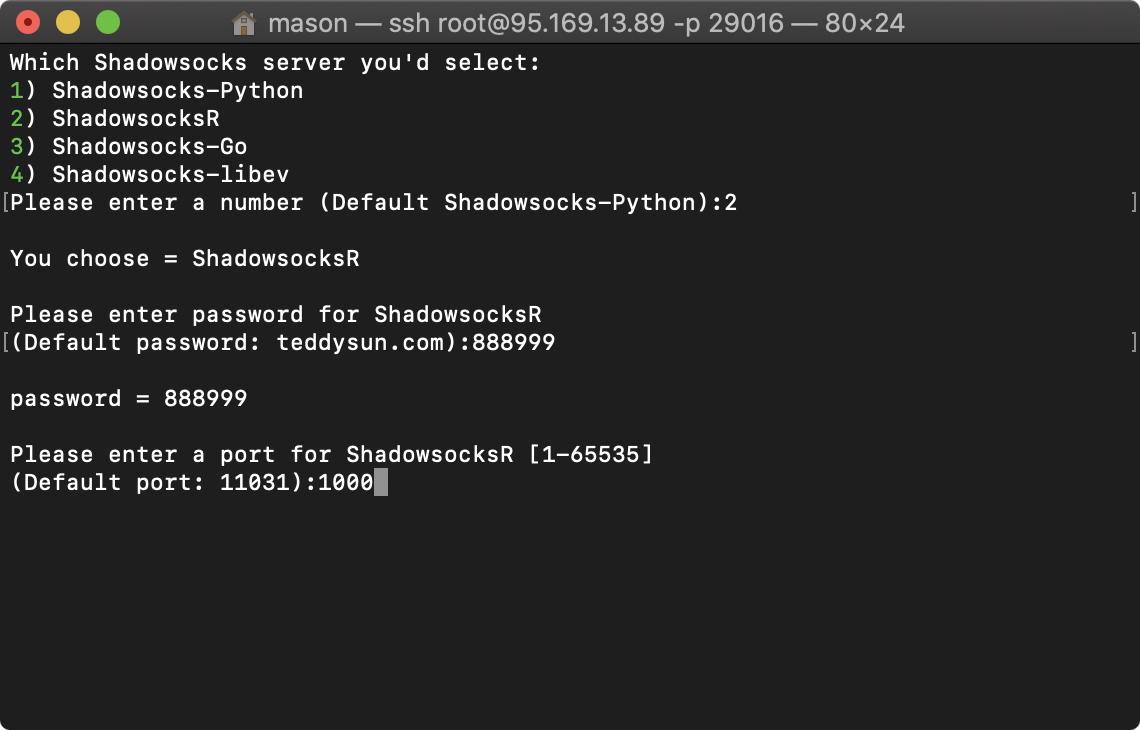 mason — ssh root@95.169.13.89 -p 29016 — 80×24
Which Shadowsocks server you'd select:
1) Shadowsocks-Python
2) ShadowsocksR
3) Shadowsocks-Go
4) Shadowsocks-libev
[Please enter a number (Default Shadowsocks-Python):2 ]
You choose = ShadowsocksR
Please enter password for ShadowsocksR
[(Default password: teddysun.com):888999 ]
password = 888999
Please enter a port for ShadowsocksR [1-65535]
(Default port: 11031):1000